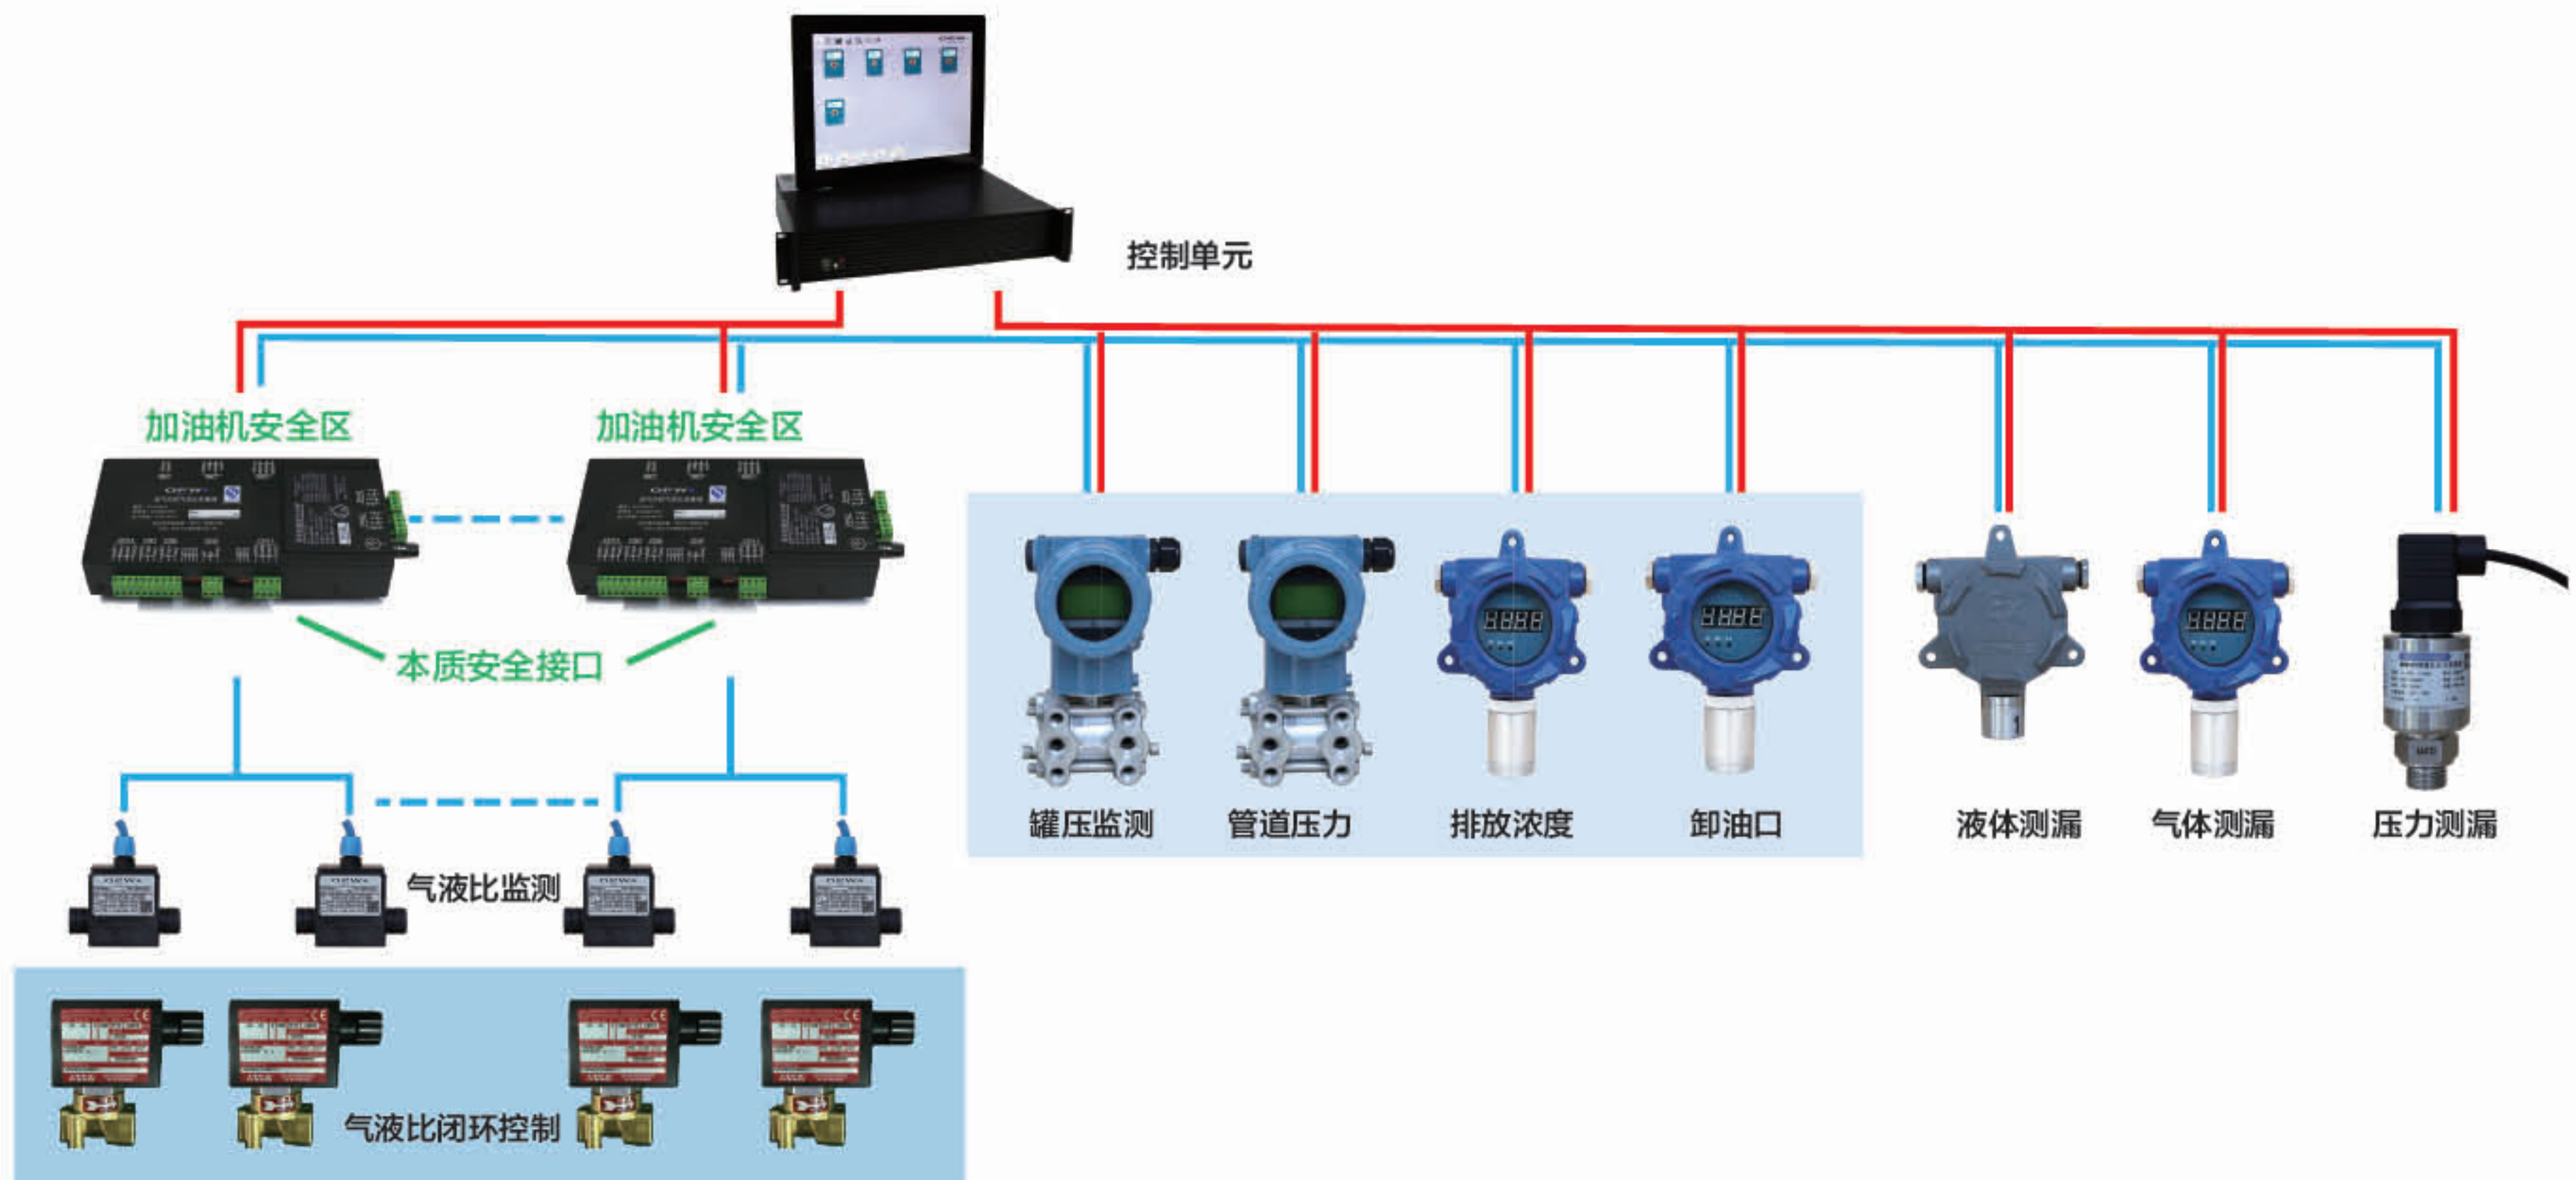 控制单元
加油机安全区
加油机安全区
本质安全接口
罐压监测
管道压力
排放浓度
卸油口
液体测漏
气体测漏
压力测漏
气液比监测
气液比闭环控制